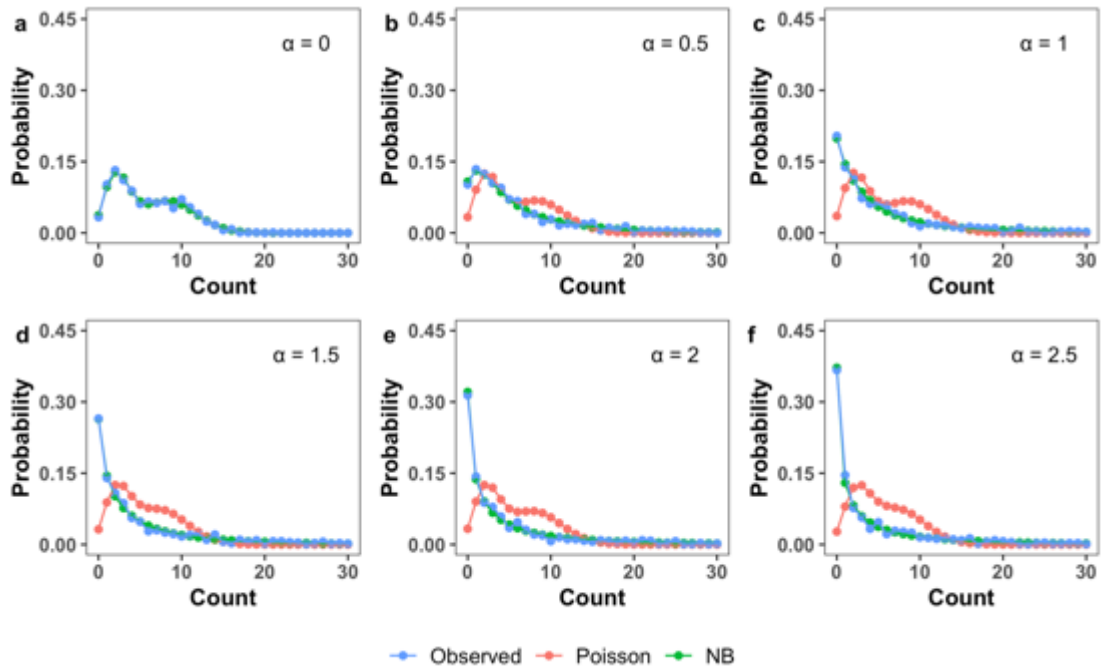 a
α = 0
Probability
0.45
0.30
0.15
0.00
0 10 20 30
Count
b
α = 0.5
Probability
0.45
0.30
0.15
0.00
0 10 20 30
Count
c
α = 1
Probability
0.45
0.30
0.15
0.00
0 10 20 30
Count
d
α = 1.5
Probability
0.45
0.30
0.15
0.00
0 10 20 30
Count
e
α = 2
Probability
0.45
0.30
0.15
0.00
0 10 20 30
Count
f
α = 2.5
Probability
0.45
0.30
0.15
0.00
0 10 20 30
Count
Observed Poisson NB